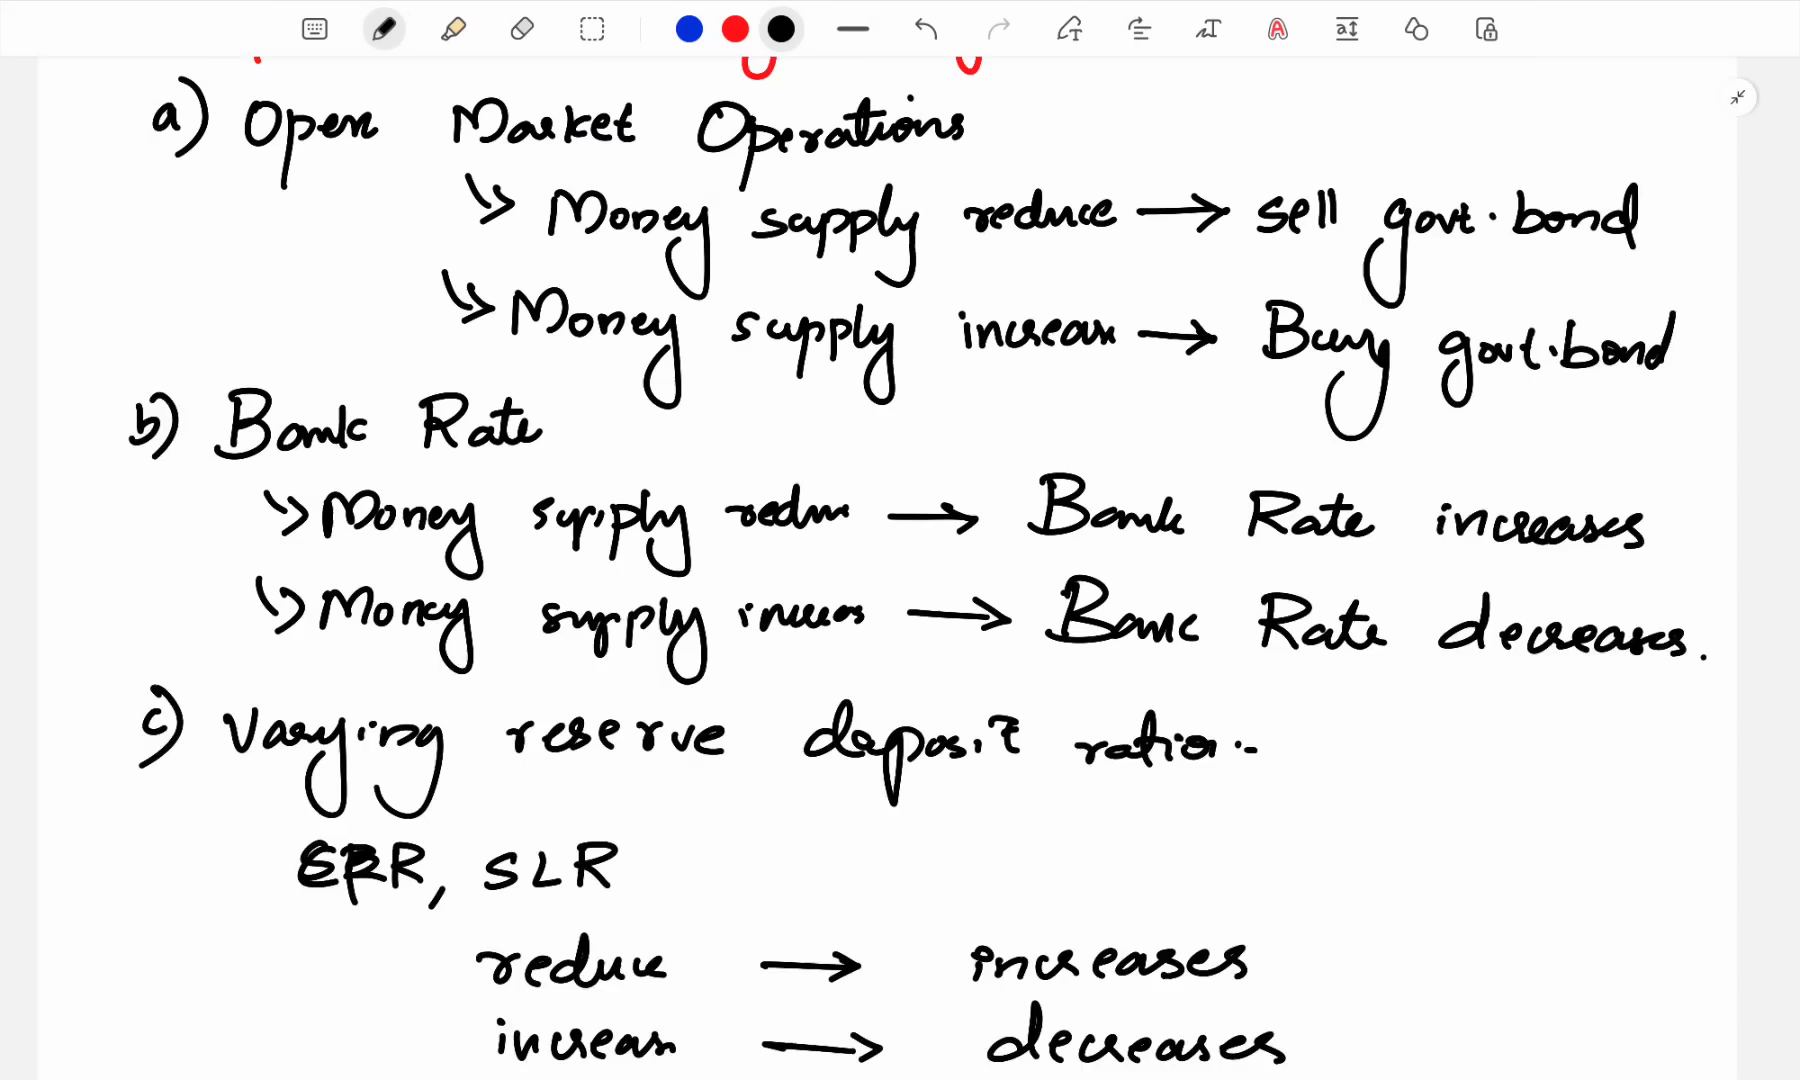 a) Open Market Operations
↳ Money supply reduce → sell govt. bond
↳ Money supply increase → Buy govt. bond
b) Bank Rate
↳ Money supply reduce → Bank Rate increases
↳ Money supply increas → Bank Rate decreases.
c) Varying reserve deposit ratio :-
CRR, SLR
reduce → increases
increase → decreases